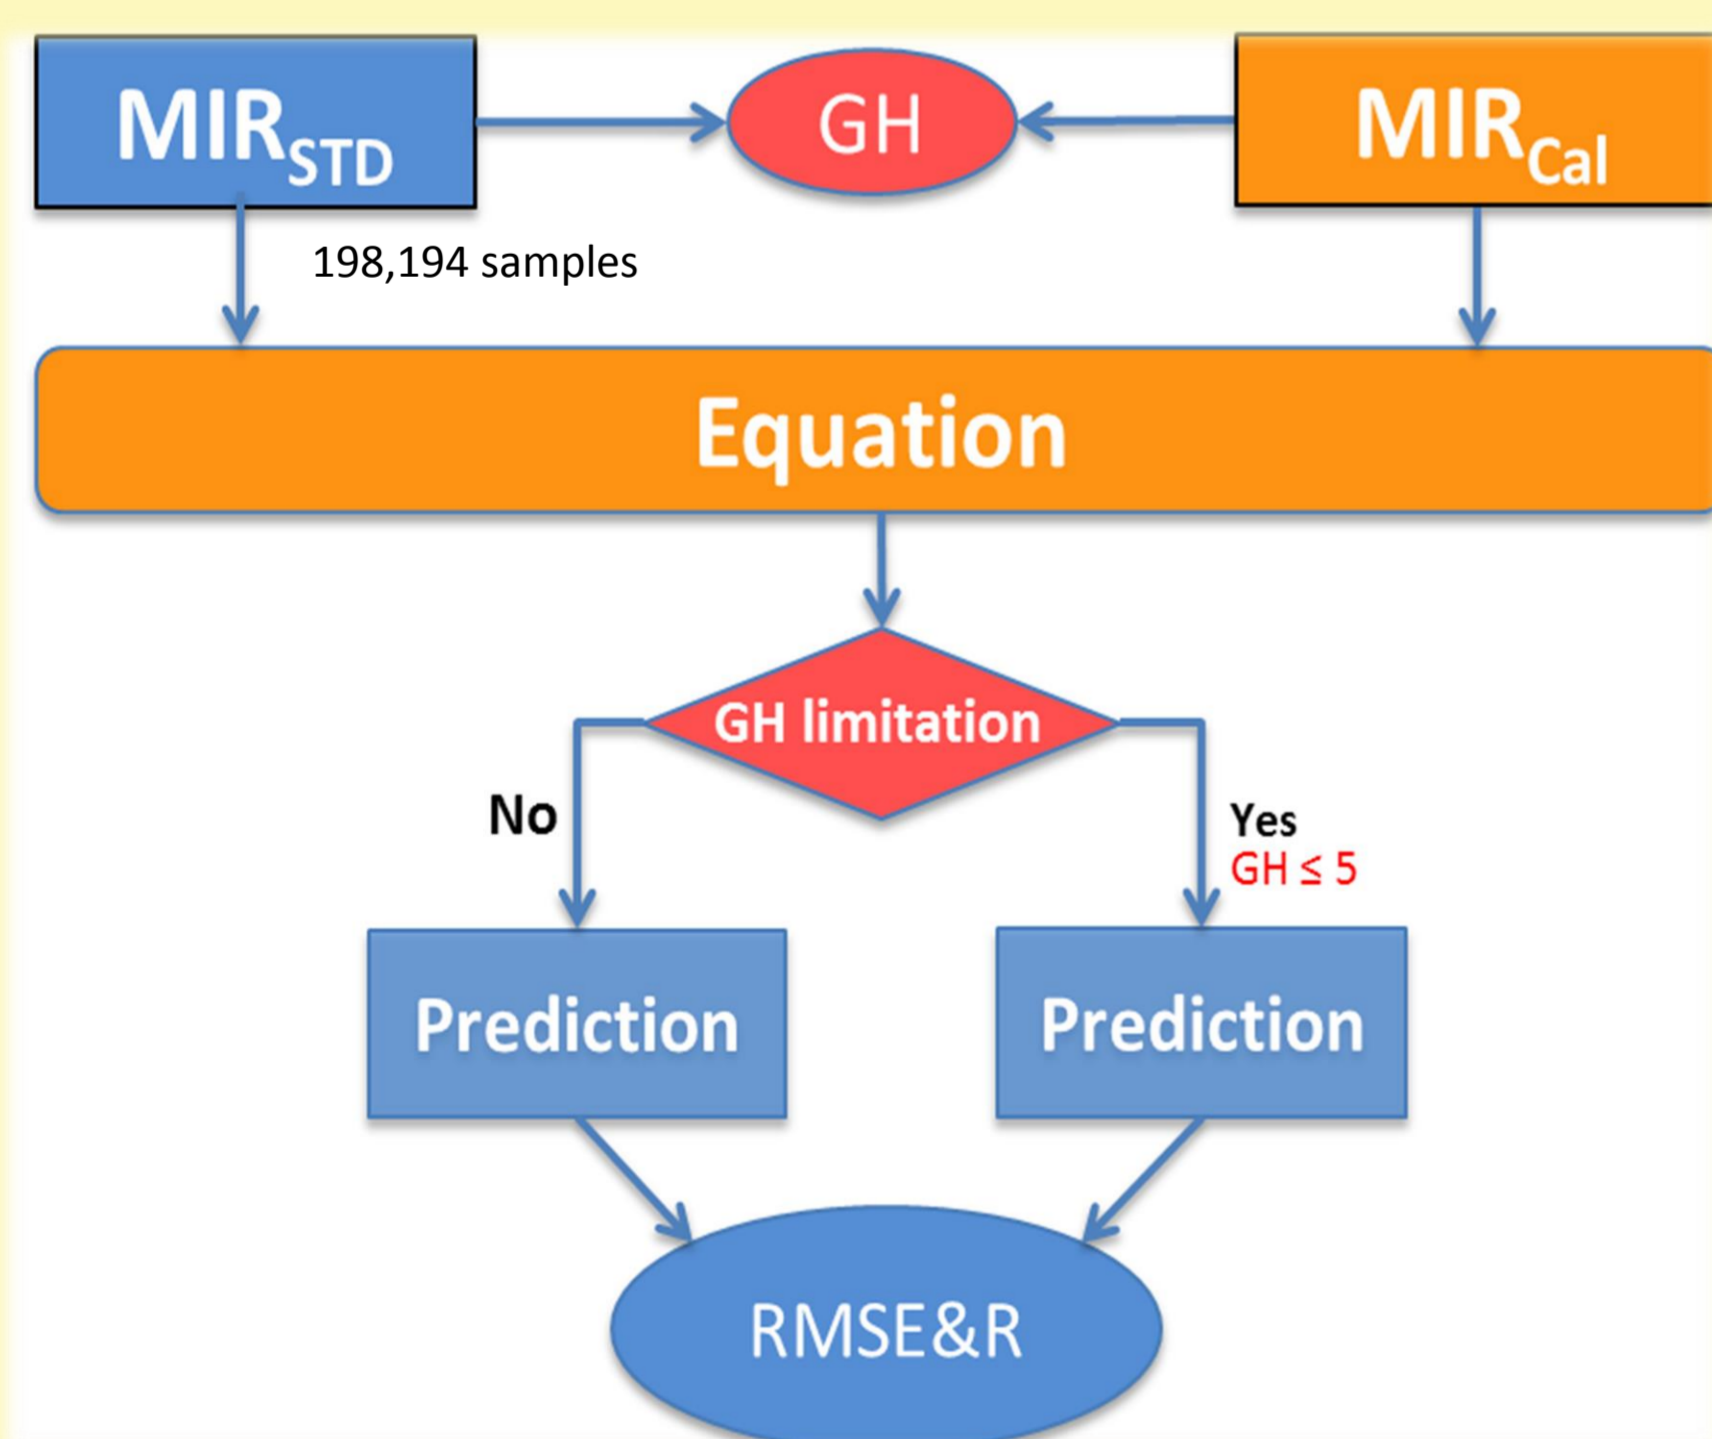 MIRSTD
GH
MIRCal
198,194 samples
Equation
GH limitation
No
Yes
GH ≤ 5
Prediction
Prediction
RMSE&R